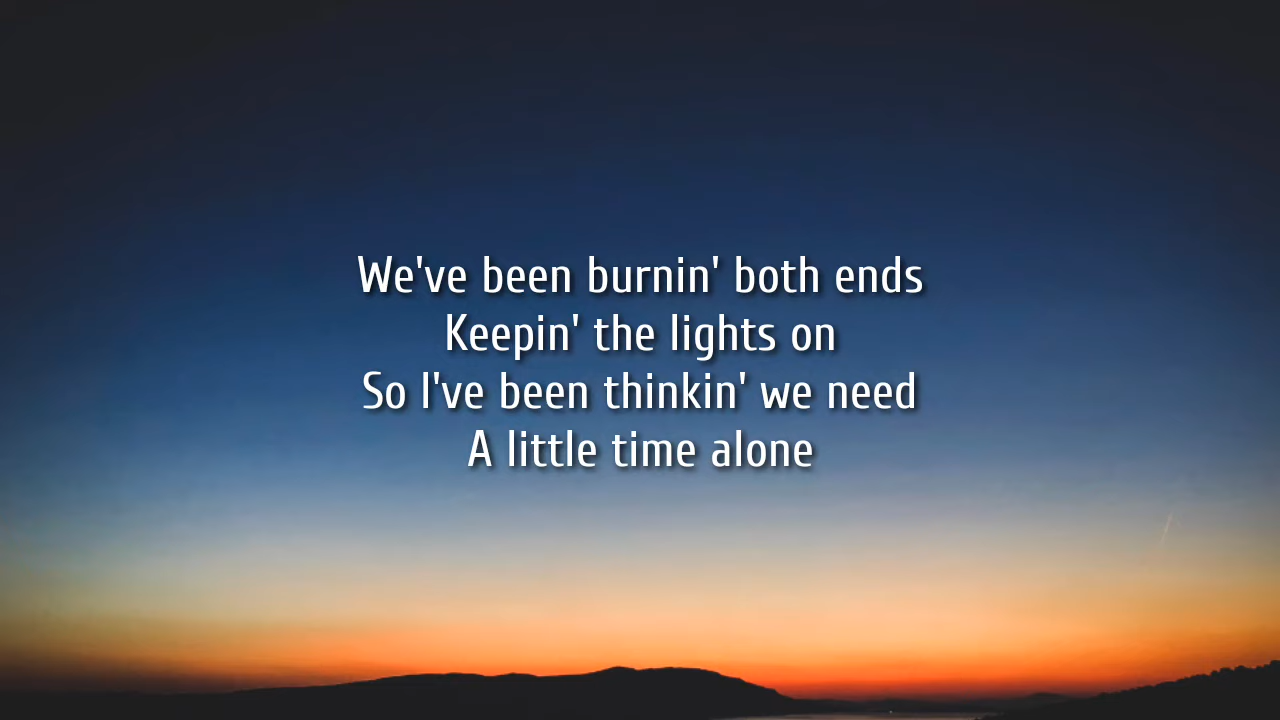 We've been burnin' both ends
Keepin' the lights on
So I've been thinkin' we need
A little time alone